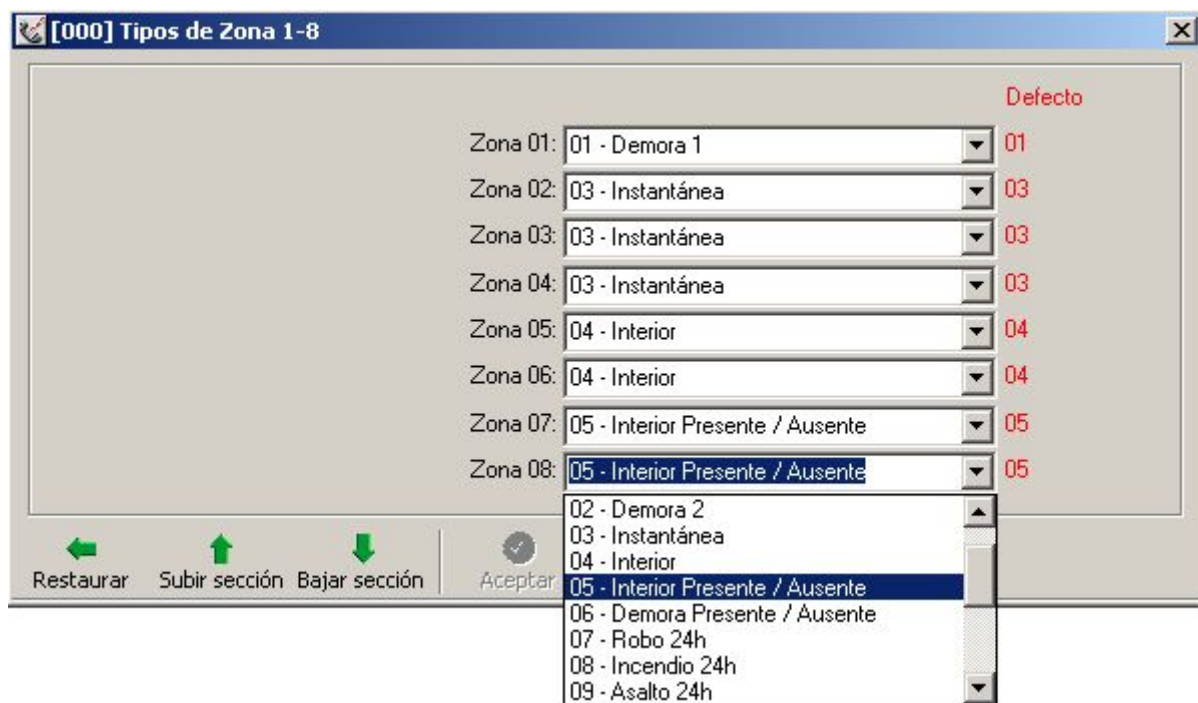 [000] Tipos de Zona 1-8
Defecto
Zona 01: 01 - Demora 1 01
Zona 02: 03 - Instantánea 03
Zona 03: 03 - Instantánea 03
Zona 04: 03 - Instantánea 03
Zona 05: 04 - Interior 04
Zona 06: 04 - Interior 04
Zona 07: 05 - Interior Presente / Ausente 05
Zona 08: 05 - Interior Presente / Ausente 05
02 - Demora 2
03 - Instantánea
04 - Interior
05 - Interior Presente / Ausente
06 - Demora Presente / Ausente
07 - Robo 24h
08 - Incendio 24h
09 - Asalto 24h
Restaurar Subir sección Bajar sección Aceptar